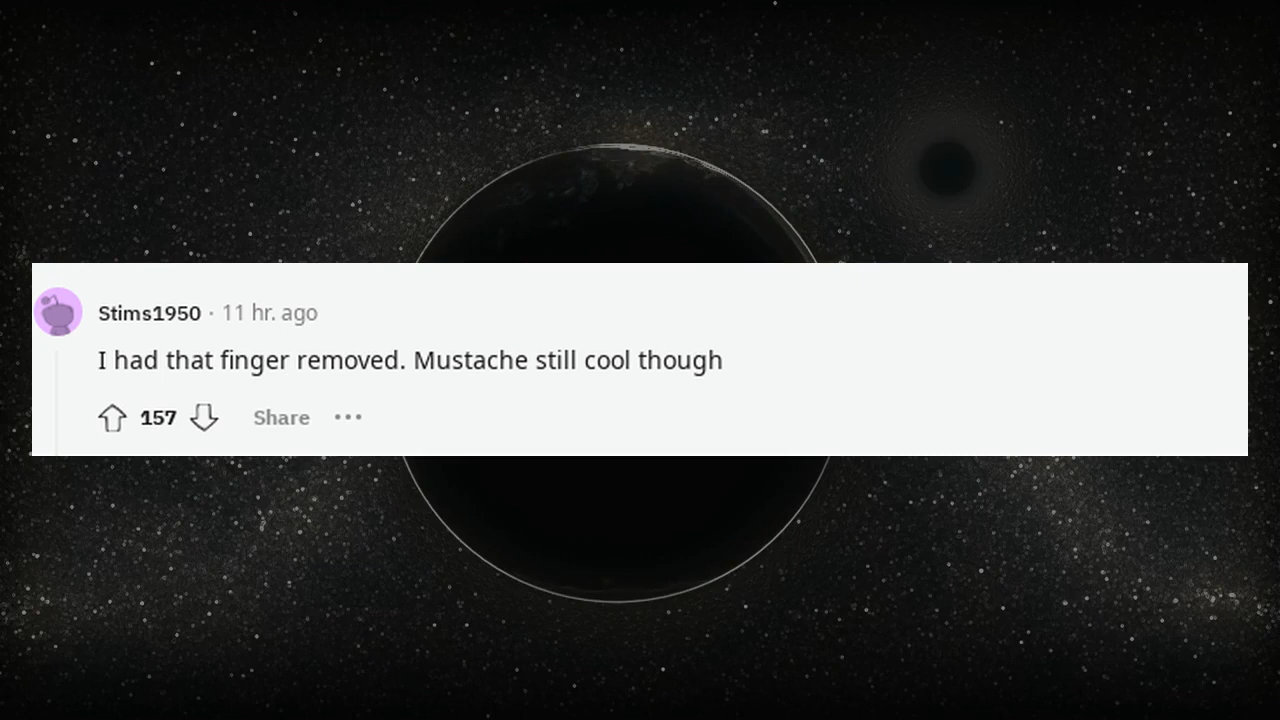 Stims1950 · 11 hr. ago
I had that finger removed. Mustache still cool though
157 Share •••